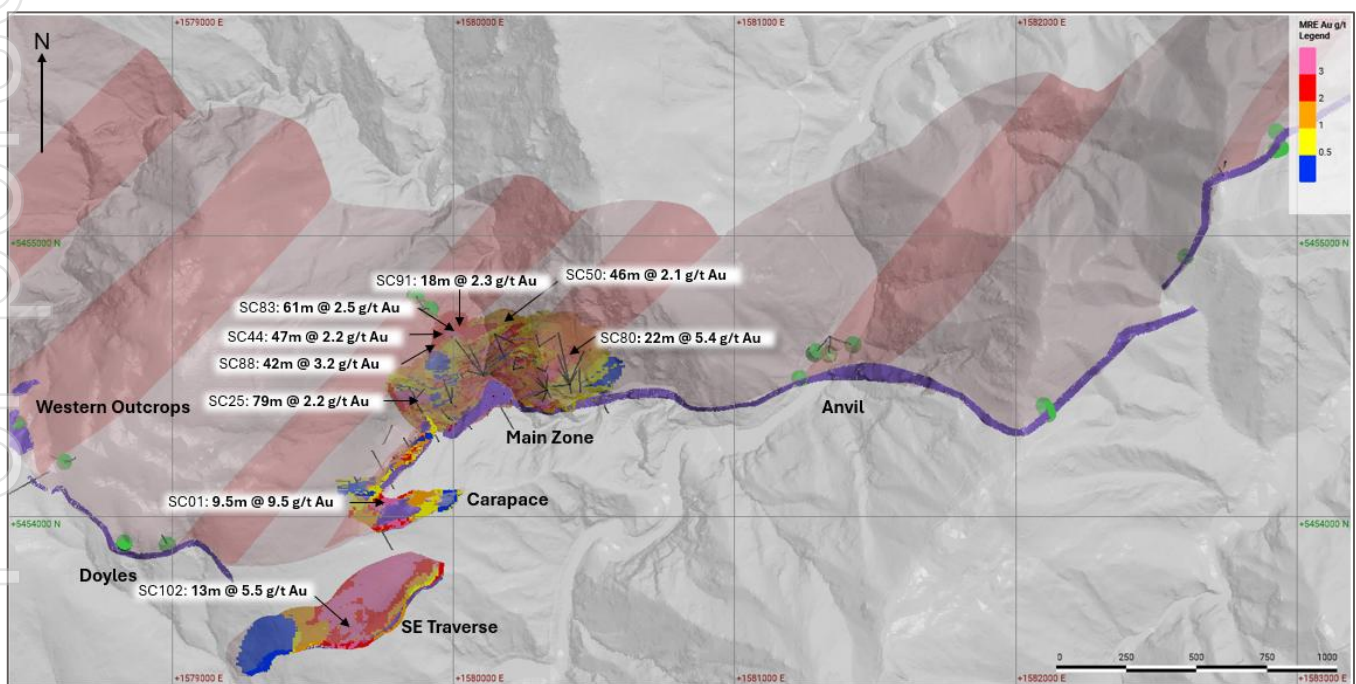 +1579000 E
+1580000 E
+1581000 E
+1582000 E
MRE Au g/t
Legend
3
2
1
0.5
N
+5455000 N
+5455000 N
SC91: 18m @ 2.3 g/t Au
SC50: 46m @ 2.1 g/t Au
SC83: 61m @ 2.5 g/t Au
SC44: 47m @ 2.2 g/t Au
SC80: 22m @ 5.4 g/t Au
SC88: 42m @ 3.2 g/t Au
SC25: 79m @ 2.2 g/t Au
Western Outcrops
Anvil
Main Zone
SC01: 9.5m @ 9.5 g/t Au
Carapace
+5454000 N
+5454000 N
Doyles
SC102: 13m @ 5.5 g/t Au
SE Traverse
0
250
500
750
1000
+1579000 E
+1580000 E
+1581000 E
+1582000 E
+1583000 E